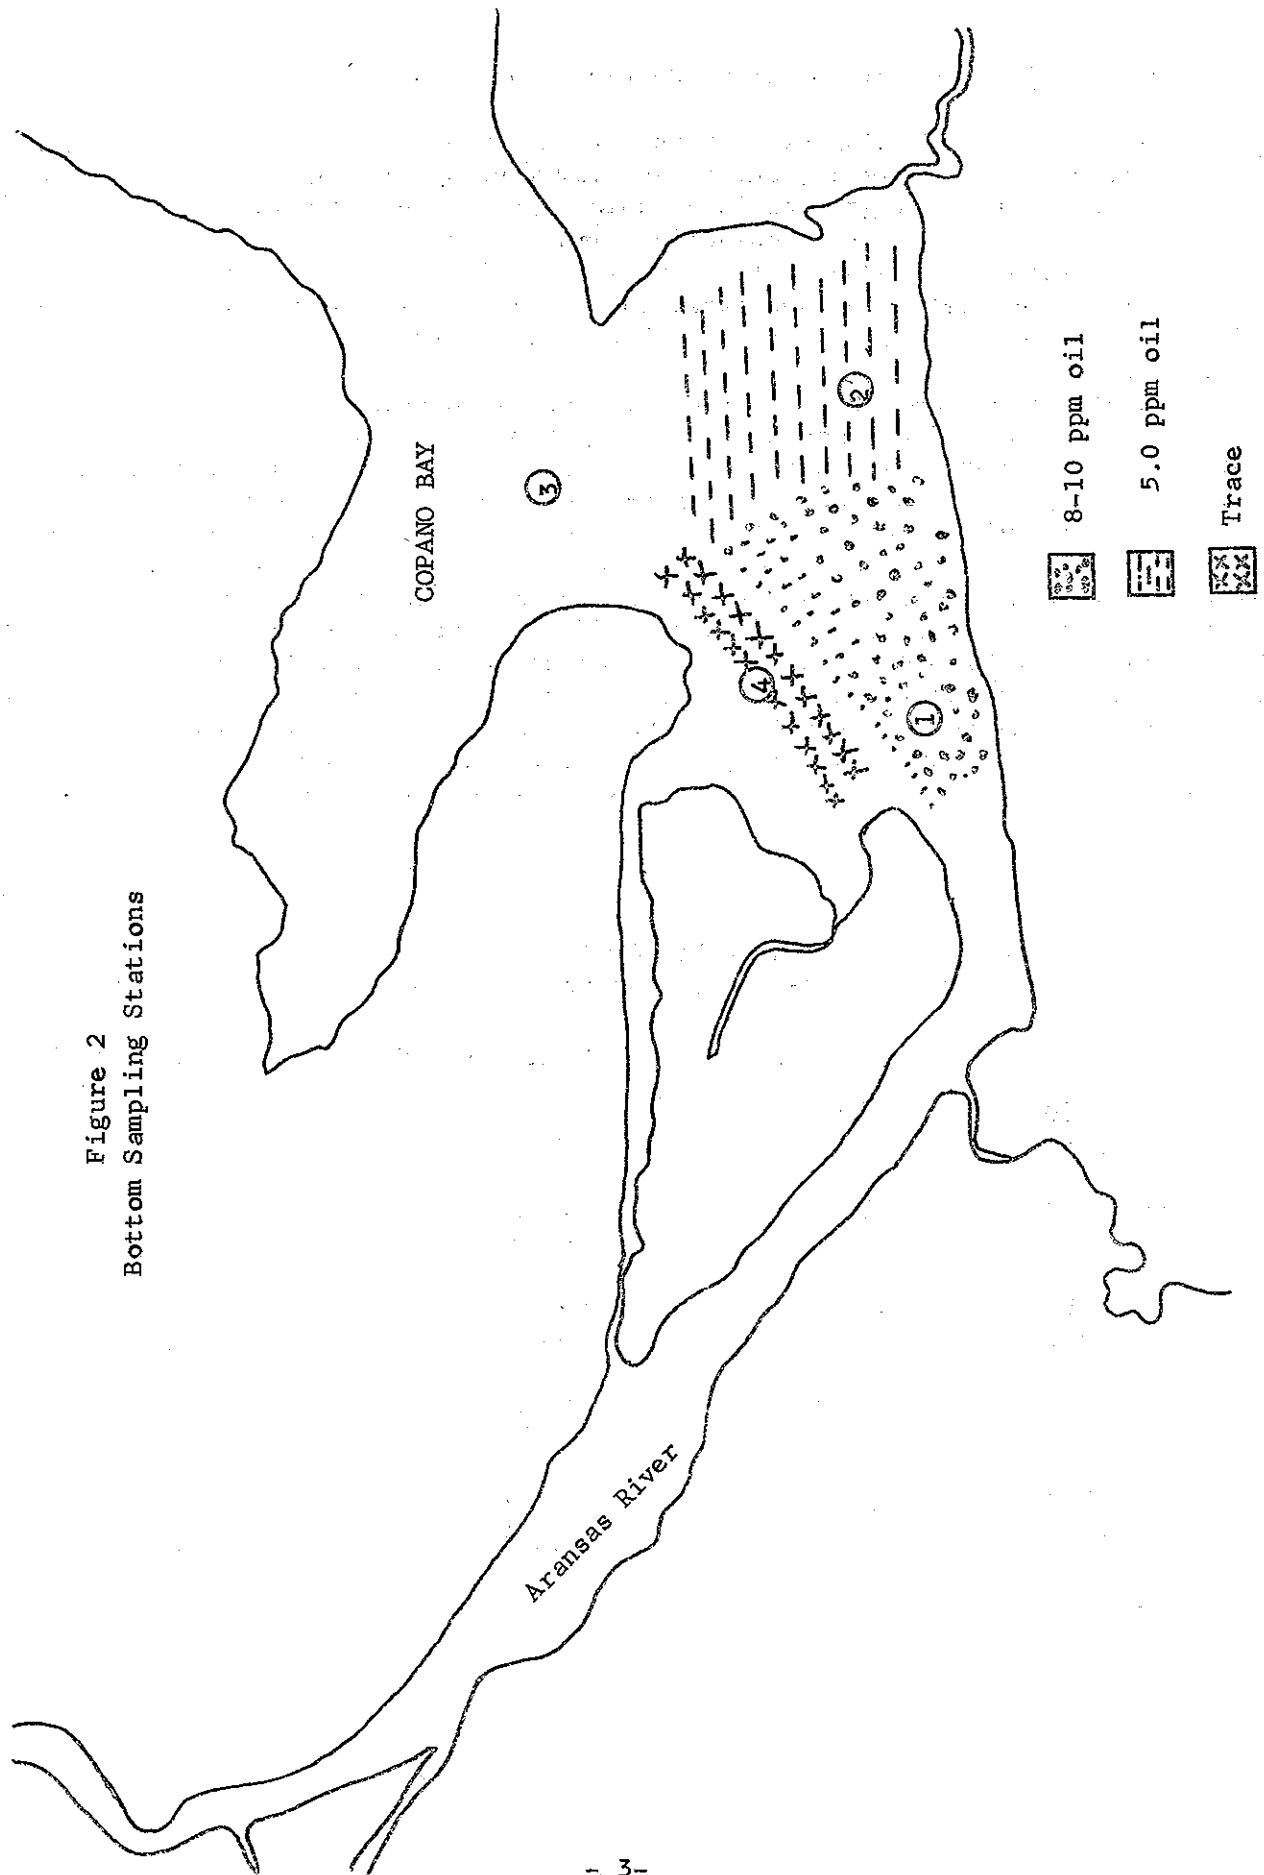 Figure 2
Bottom Sampling Stations
COPANO BAY
3
4
2
1
Aransas River
8-10 ppm oil
5.0 ppm oil
Trace
- 3-